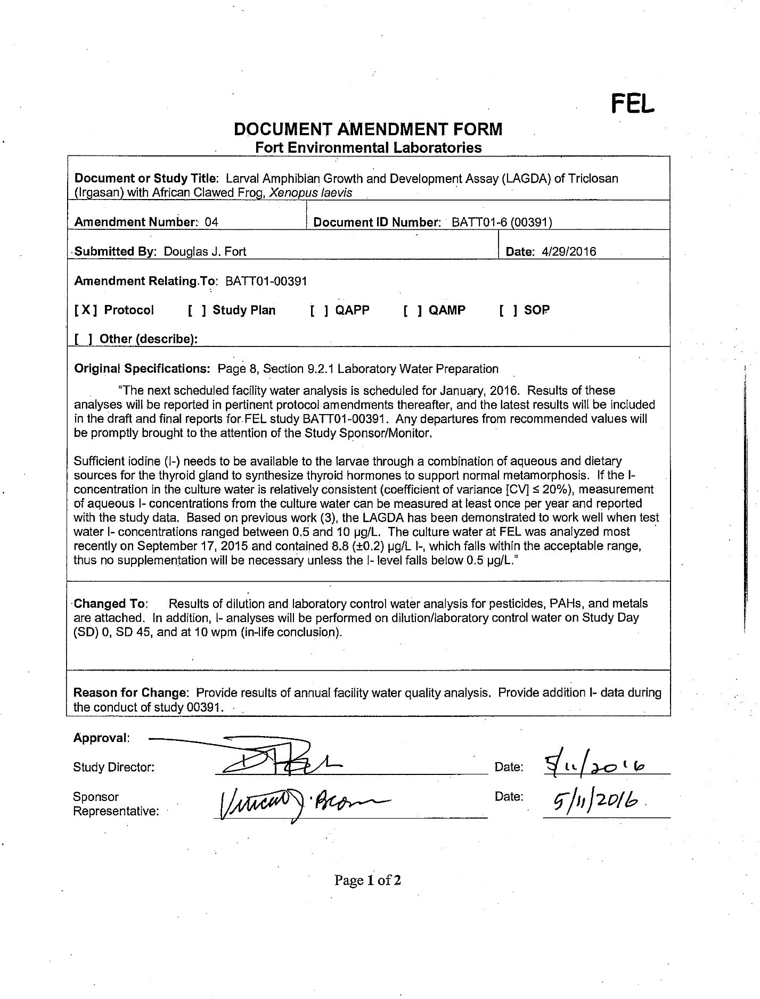 FEL
DOCUMENT AMENDMENT FORM
Fort Environmental Laboratories
Document or Study Title: Larval Amphibian Growth and Development Assay (LAGDA) of Triclosan
(Irgasan) with African Clawed Frog, Xenopus laevis
Amendment Number: 04 Document ID Number: BATT01-6 (00391)
Submitted By: Douglas J. Fort Date: 4/29/2016
Amendment Relating To: BATT01-00391
[X] Protocol [ ] Study Plan [ ] QAPP [ ] QAMP [ ] SOP
[ ] Other (describe):
Original Specifications: Page 8, Section 9.2.1 Laboratory Water Preparation
"The next scheduled facility water analysis is scheduled for January, 2016. Results of these
analyses will be reported in pertinent protocol amendments thereafter, and the latest results will be included
in the draft and final reports for FEL study BATT01-00391. Any departures from recommended values will
be promptly brought to the attention of the Study Sponsor/Monitor.
Sufficient iodine (I-) needs to be available to the larvae through a combination of aqueous and dietary
sources for the thyroid gland to synthesize thyroid hormones to support normal metamorphosis. If the I-
concentration in the culture water is relatively consistent (coefficient of variance [CV] ≤ 20%), measurement
of aqueous I- concentrations from the culture water can be measured at least once per year and reported
with the study data. Based on previous work (3), the LAGDA has been demonstrated to work well when test
water I- concentrations ranged between 0.5 and 10 µg/L. The culture water at FEL was analyzed most
recently on September 17, 2015 and contained 8.8 (±0.2) µg/L I-, which falls within the acceptable range,
thus no supplementation will be necessary unless the I- level falls below 0.5 µg/L."
Changed To: Results of dilution and laboratory control water analysis for pesticides, PAHs, and metals
are attached. In addition, I- analyses will be performed on dilution/laboratory control water on Study Day
(SD) 0, SD 45, and at 10 wpm (in-life conclusion).
Reason for Change: Provide results of annual facility water quality analysis. Provide addition I- data during
the conduct of study 00391.
Approval:
Study Director: Date: 5/11/2016
Sponsor
Representative: Vincent J. Brown Date: 5/11/2016.
Page 1 of 2